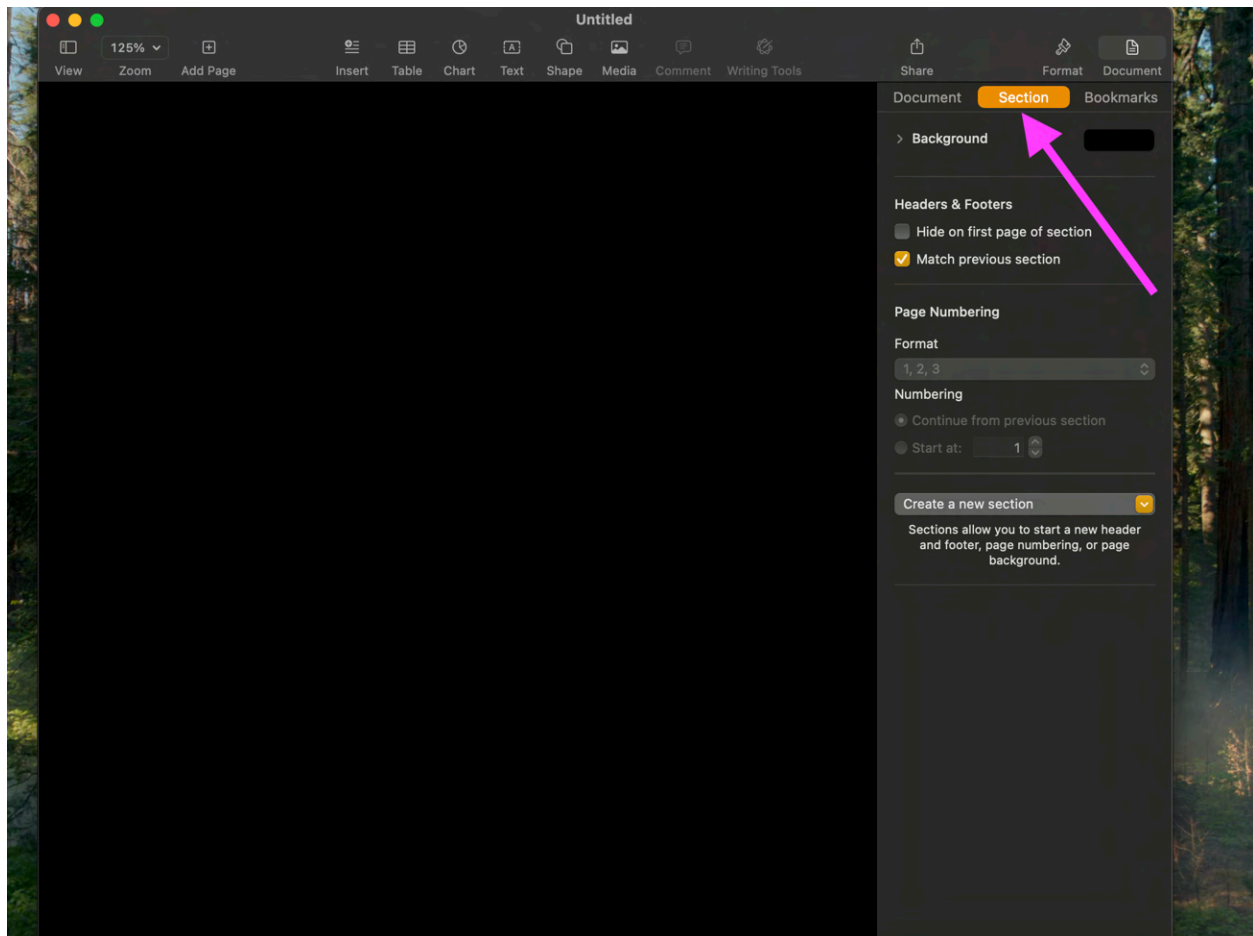 Untitled
125%
View Zoom Add Page Insert Table Chart Text Shape Media Comment Writing Tools Share Format Document
Document Section Bookmarks
Background
Headers & Footers
Hide on first page of section
Match previous section
Page Numbering
Format
1, 2, 3
Numbering
Continue from previous section
Start at: 1
Create a new section
Sections allow you to start a new header
and footer, page numbering, or page
background.